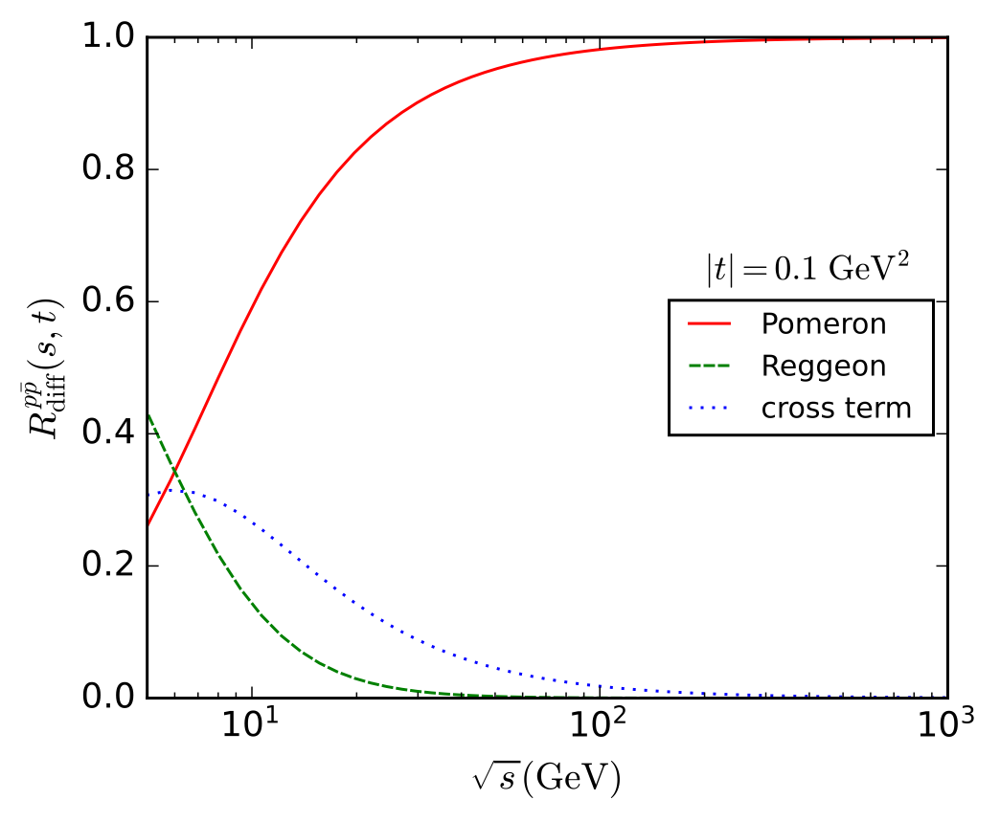 1.0
0.8
0.6
0.4
0.2
0.0
R^{p\bar{p}}_{diff}(s, t)
|t| = 0.1 GeV²
Pomeron
Reggeon
cross term
10¹ 10² 10³
√s (GeV)